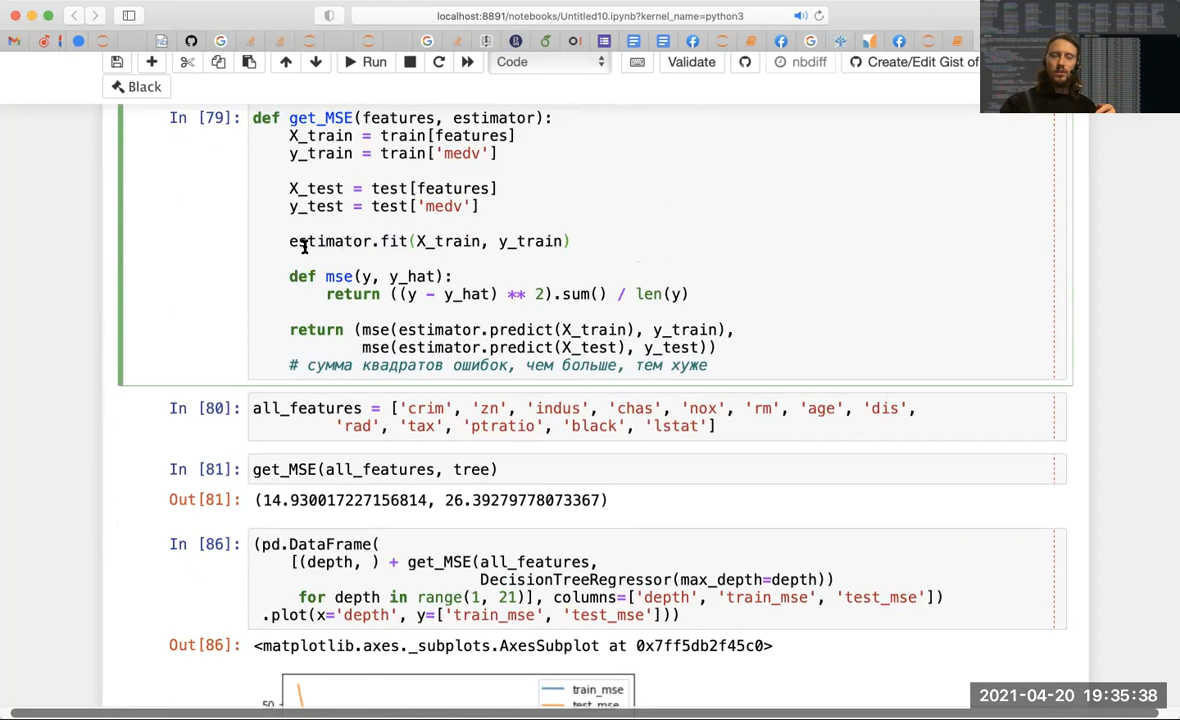 localhost:8891/notebooks/Untitled10.ipynb?kernel_name=python3
Run
Code
Validate
nbdiff
Create/Edit Gist of
Black
In [79]:
def get_MSE(features, estimator):
X_train = train[features]
y_train = train['medv']
X_test = test[features]
y_test = test['medv']
estimator.fit(X_train, y_train)
def mse(y, y_hat):
return ((y - y_hat) ** 2).sum() / len(y)
return (mse(estimator.predict(X_train), y_train),
mse(estimator.predict(X_test), y_test))
# сумма квадратов ошибок, чем больше, тем хуже
In [80]:
all_features = ['crim', 'zn', 'indus', 'chas', 'nox', 'rm', 'age', 'dis',
'rad', 'tax', 'ptratio', 'black', 'lstat']
In [81]:
get_MSE(all_features, tree)
Out[81]:
(14.930017227156814, 26.39279778073367)
In [86]:
(pd.DataFrame(
[(depth, ) + get_MSE(all_features,
DecisionTreeRegressor(max_depth=depth))
for depth in range(1, 21)], columns=['depth', 'train_mse', 'test_mse'])
.plot(x='depth', y=['train_mse', 'test_mse']))
Out[86]:
<matplotlib.axes._subplots.AxesSubplot at 0x7ff5db2f45c0>
50
train_mse
test_mse
2021-04-20 19:35:38